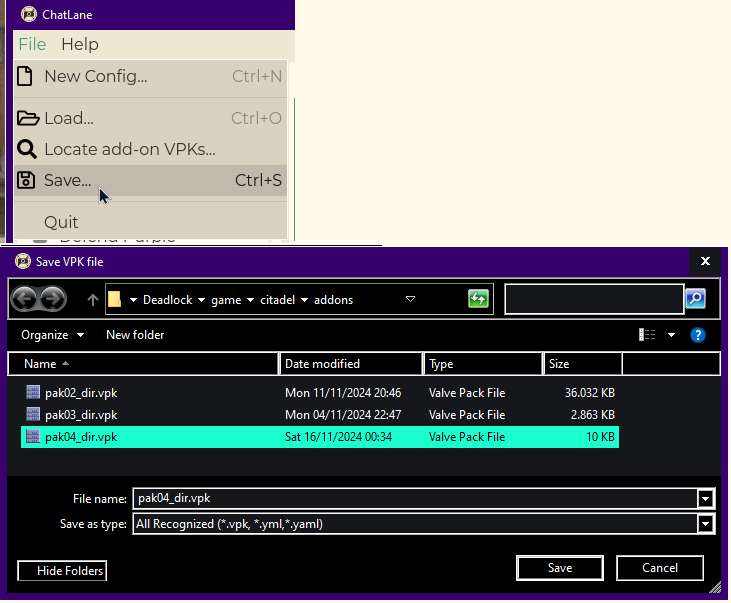 ChatLane
File Help
New Config... Ctrl+N
Load... Ctrl+O
Locate add-on VPKs...
Save... Ctrl+S
Quit
Defend Purple
Save VPK file
Deadlock game citadel addons
Organize New folder
Name Date modified Type Size
pak02_dir.vpk Mon 11/11/2024 20:46 Valve Pack File 36.032 KB
pak03_dir.vpk Mon 04/11/2024 22:47 Valve Pack File 2.863 KB
pak04_dir.vpk Sat 16/11/2024 00:34 Valve Pack File 10 KB
File name: pak04_dir.vpk
Save as type: All Recognized (*.vpk, *.yml,*.yaml)
Hide Folders Save Cancel